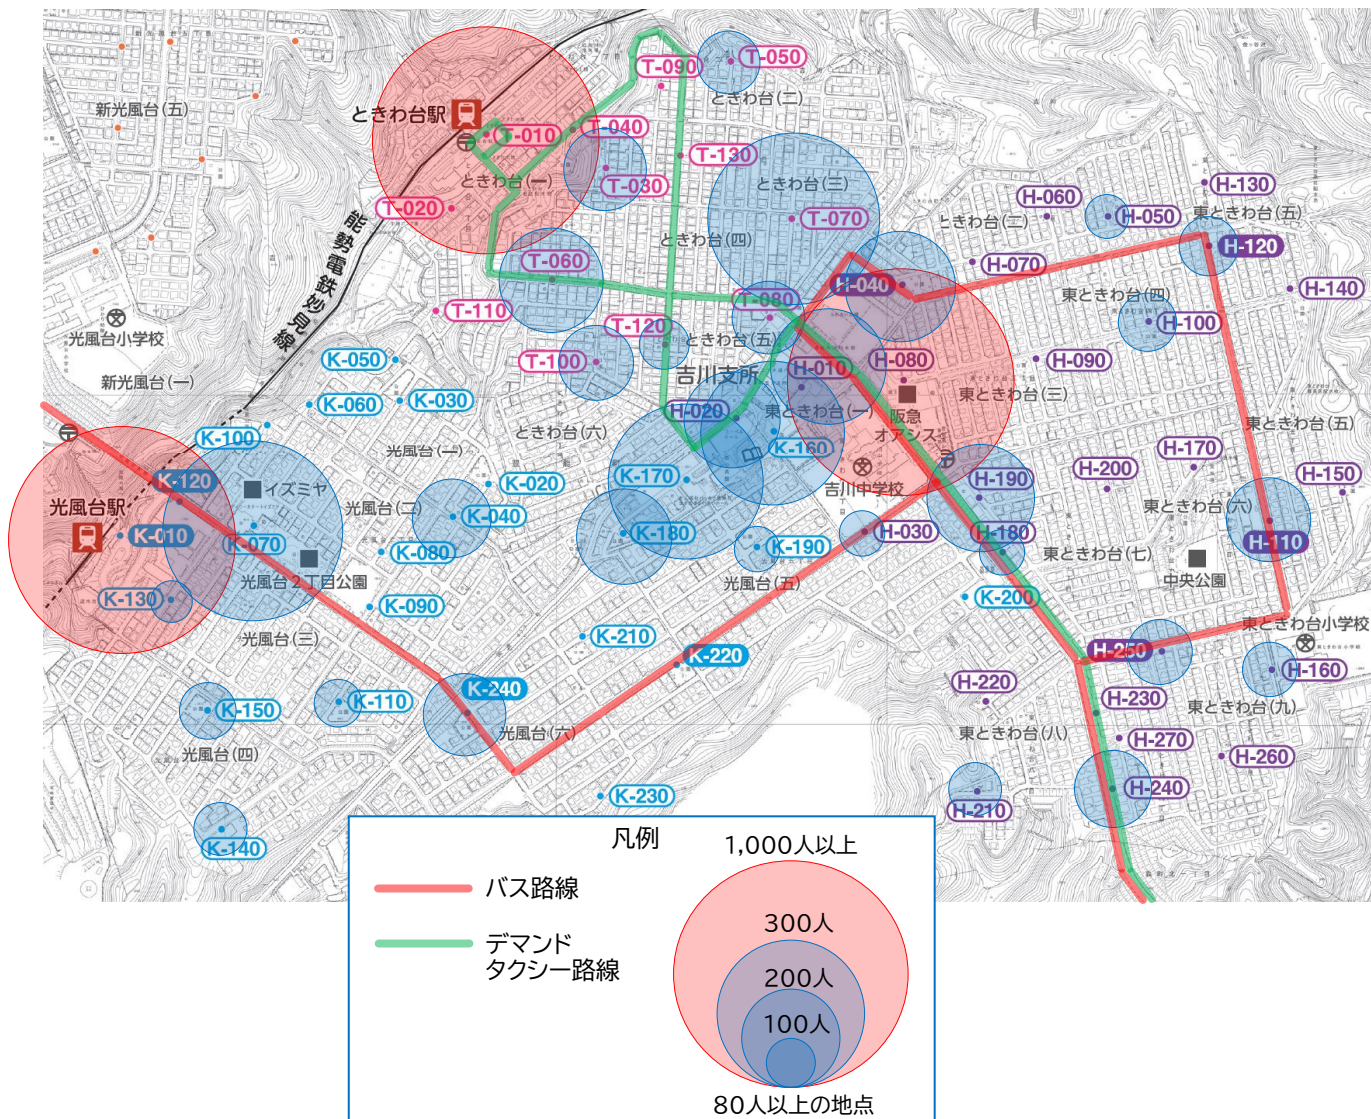 新光風台(五)
ときわ台駅
T-010
T-040
T-090
T-050
ときわ台(二)
ときわ台(一)
T-030
T-130
ときわ台(三)
T-020
T-070
ときわ台(四)
能勢電鉄妙見線
T-060
T-080
T-110
T-120
ときわ台(五)
T-100
ときわ台(二)
H-060
H-050
H-130
東ときわ台(五)
H-120
H-070
H-040
東ときわ台(四)
H-140
H-100
光風台小学校
新光風台(一)
K-050
K-060
K-030
K-100
光風台(一)
ときわ台(六)
吉川支所
H-010
H-080
H-090
東ときわ台(三)
H-020
東ときわ台(一)
阪急
オアシス
K-160
東ときわ台(五)
K-120
イズミヤ
光風台駅
K-010
K-070
光風台2丁目公園
光風台(二)
K-020
K-040
K-080
K-170
K-180
K-190
光風台(五)
吉川中学校
H-190
H-030
H-180
H-170
H-200
H-150
東ときわ台(六)
H-110
東ときわ台(七)
中央公園
K-130
K-090
光風台(三)
K-200
K-210
K-220
東ときわ台小学校
H-250
H-160
K-240
K-150
K-110
光風台(四)
光風台(六)
H-220
H-230
東ときわ台(九)
東ときわ台(八)
H-270
H-260
K-230
H-210
H-240
K-140
凡例
バス路線
デマンド
タクシー路線
1,000人以上
300人
200人
100人
80人以上の地点